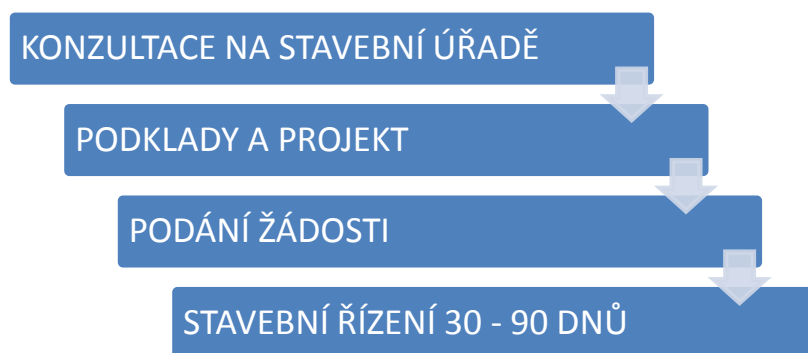 KONZULTACE NA STAVEBNÍ ÚŘADĚ
PODKLADY A PROJEKT
PODÁNÍ ŽÁDOSTI
STAVEBNÍ ŘÍZENÍ 30 - 90 DNŮ